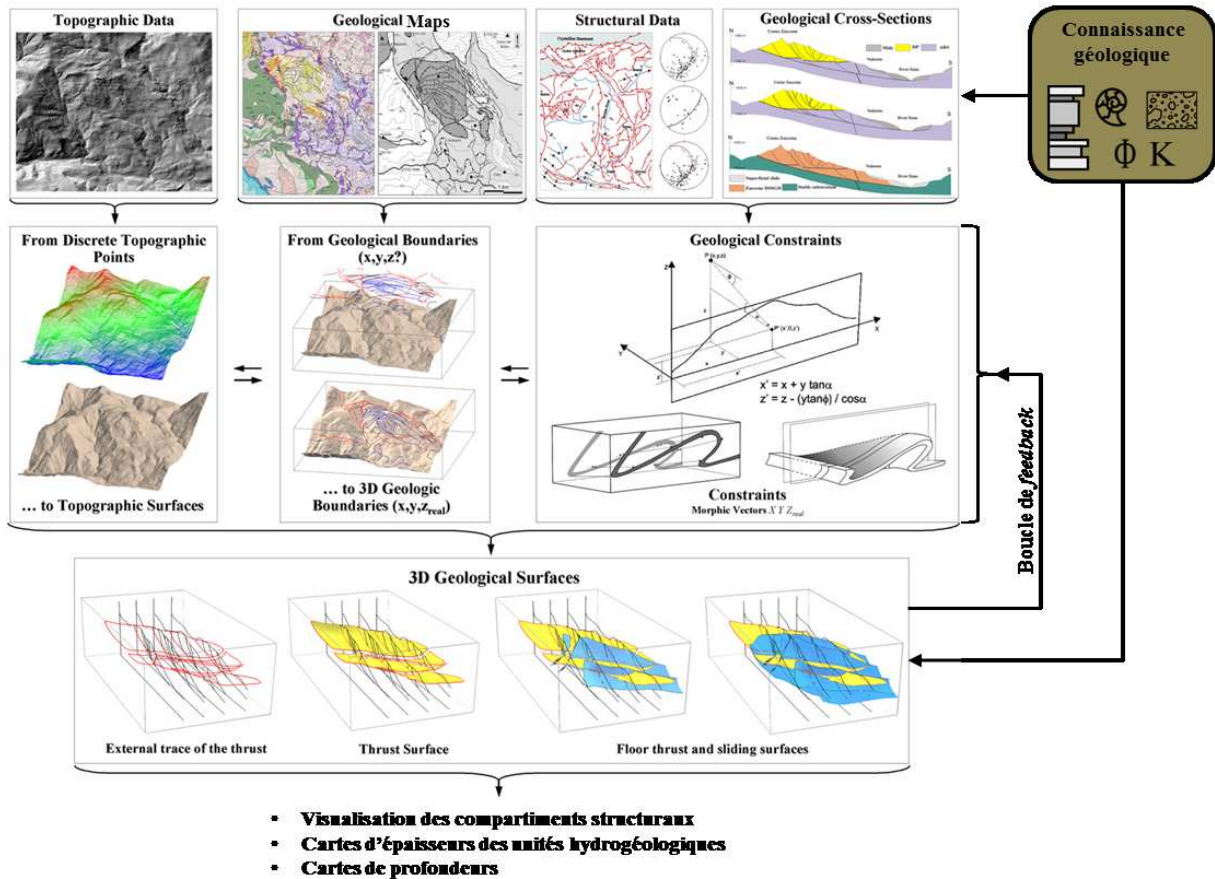 Topographic Data
Geological Maps
Structural Data
Geological Cross-Sections
Connaissance
géologique
Φ K
From Discrete Topographic
Points
... to Topographic Surfaces
From Geological Boundaries
(x,y,z?)
... to 3D Geologic
Boundaries (x,y,z_real)
Geological Constraints
Z
P (x,y,z)
X
Y
P' (x',0,z')
x' = x + y tanα
z' = z - (ytanϕ) / cosα
Constraints
Morphic Vectors X Y Z_real
Boucle de feedback
3D Geological Surfaces
External trace of the thrust
Thrust Surface
Floor thrust and sliding surfaces
• Visualisation des compartiments structuraux
• Cartes d'épaisseurs des unités hydrogéologiques
• Cartes de profondeurs